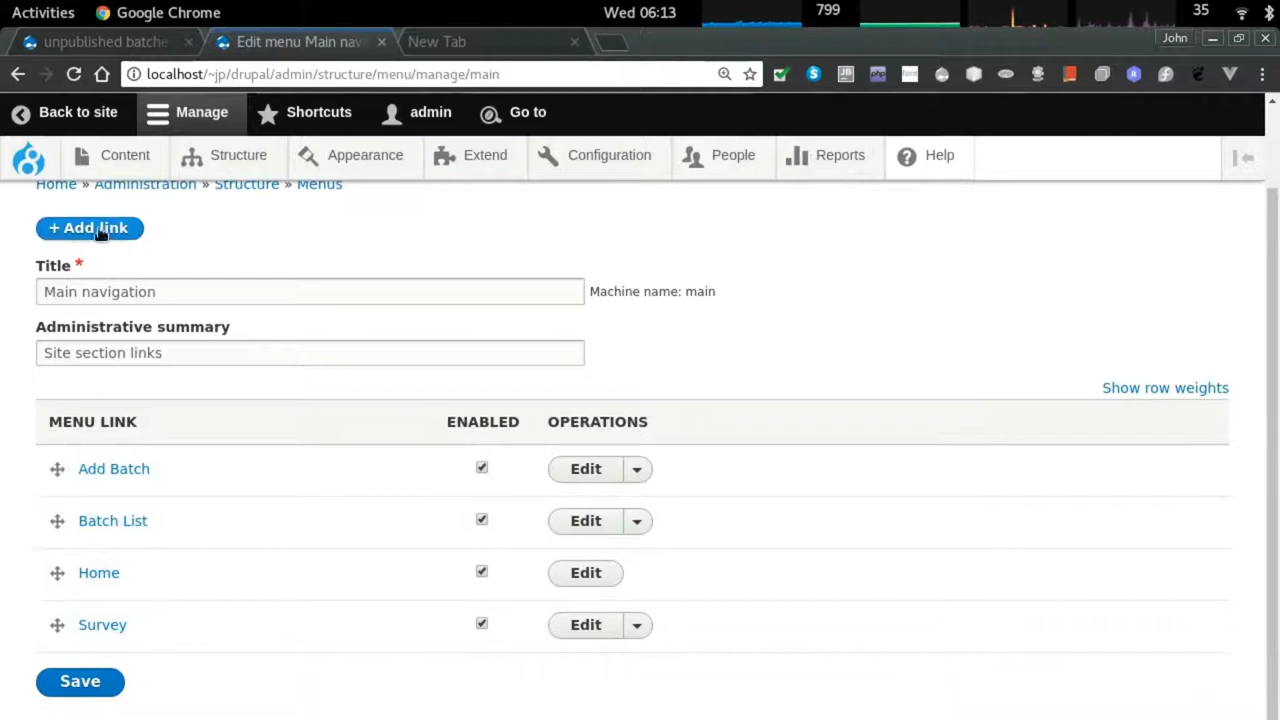 Activities Google Chrome Wed 06:13 799 35
unpublished batche Edit menu Main nav New Tab John
localhost/~jp/drupal/admin/structure/menu/manage/main
Back to site Manage Shortcuts admin Go to
Content Structure Appearance Extend Configuration People Reports Help
Home » Administration » Structure » Menus
+ Add link
Title *
Main navigation Machine name: main
Administrative summary
Site section links
Show row weights
MENU LINK ENABLED OPERATIONS
Add Batch Edit
Batch List Edit
Home Edit
Survey Edit
Save